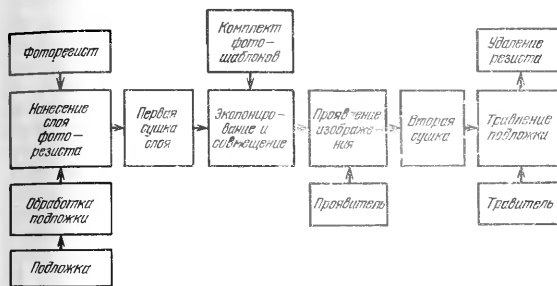 Фоторезист
Комплект
фото-
шаблонов
Удаление
резиста
Нанесение
слоя
фото-
резиста
Первая
сушка
слоя
Экспонирова-
вание и
совмещение
Проявление
изображе-
ния
Вторая
сушка
Травление
подложки
Обработка
подложки
Проявитель
Травитель
Подложка